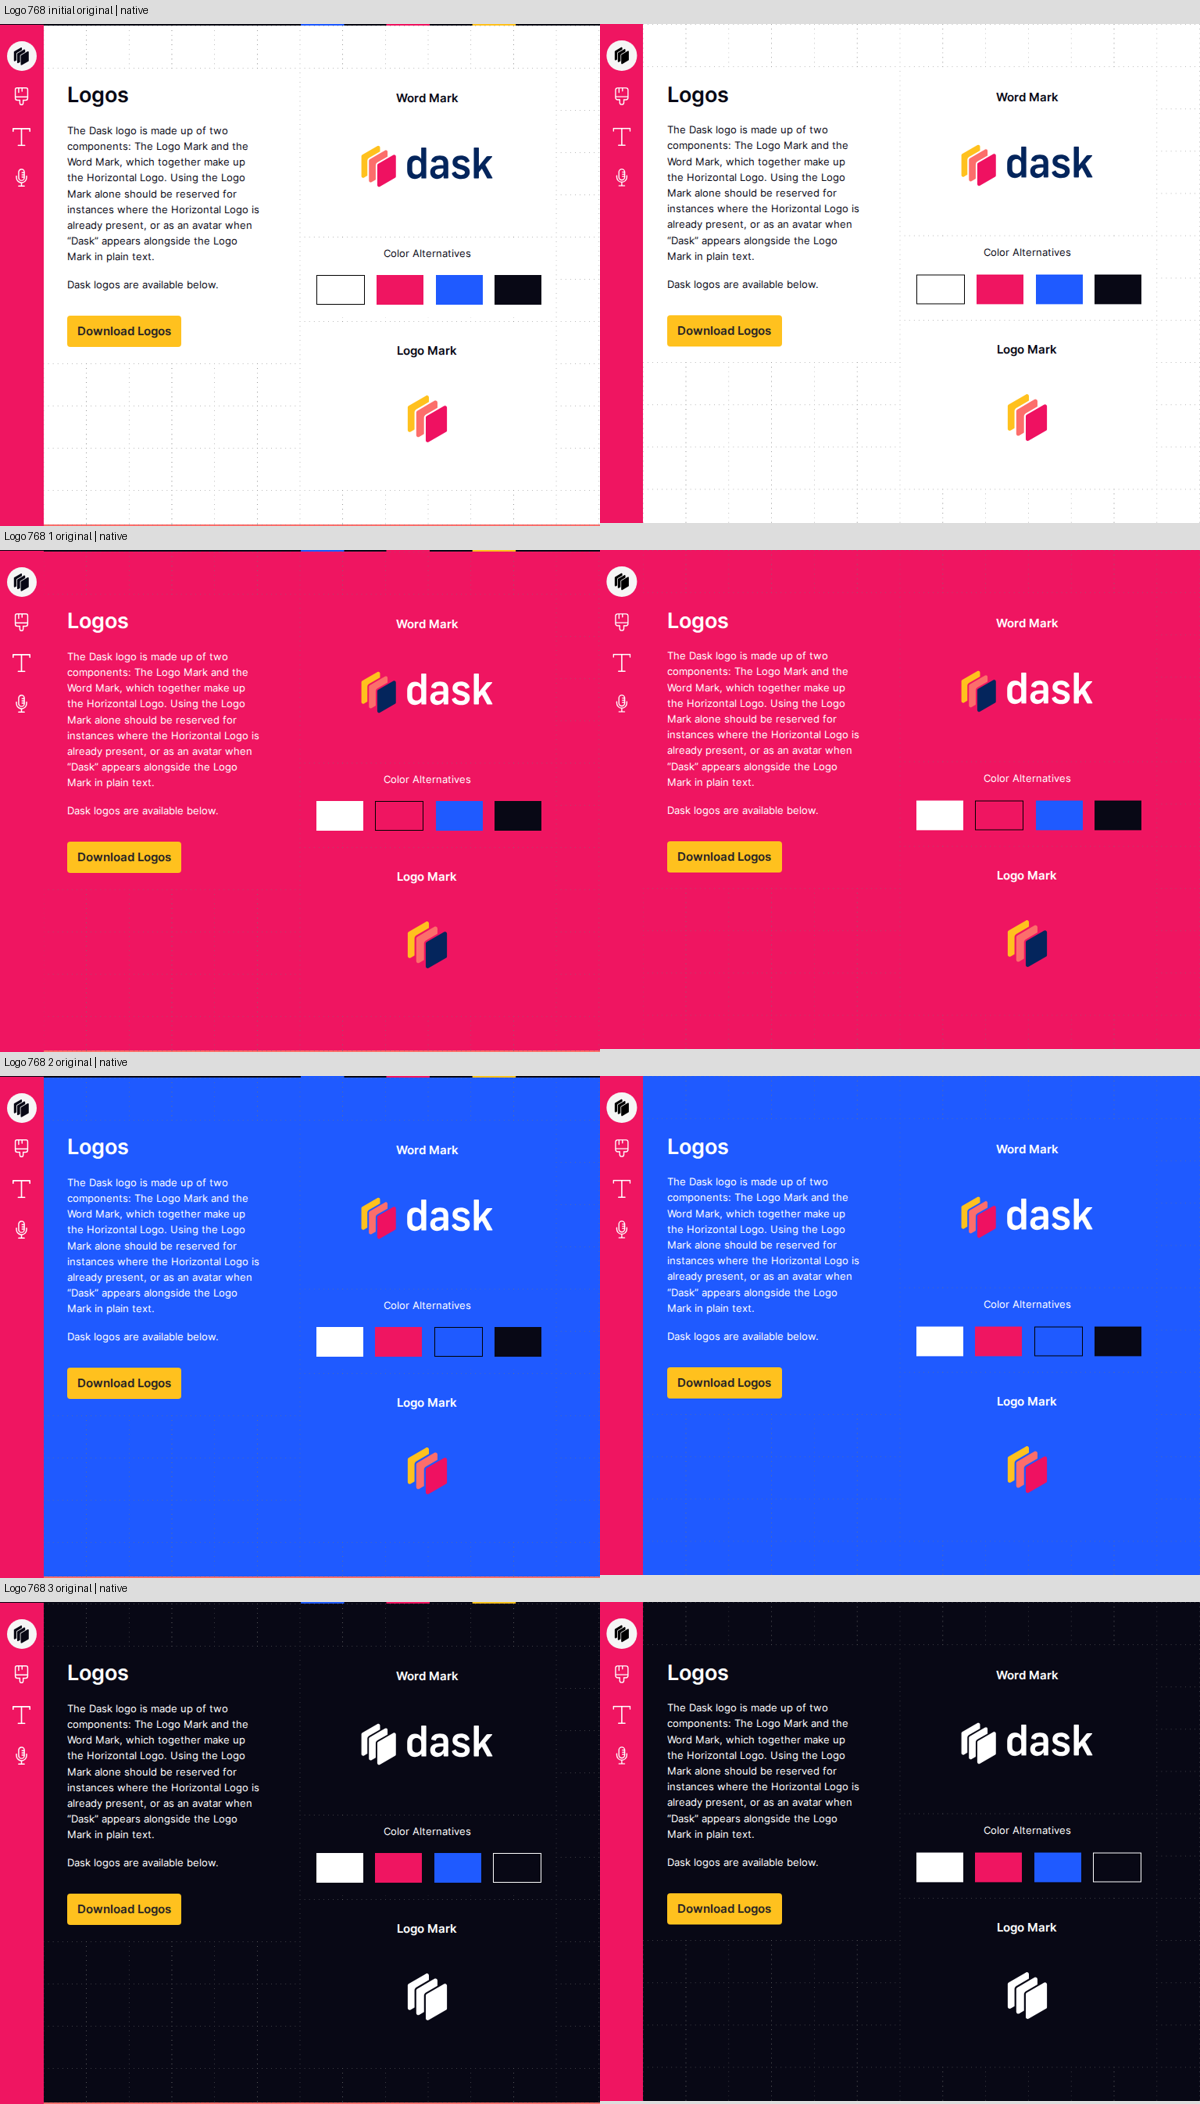 Logo 768 initial original | native
Logos
The Dask logo is made up of two
components: The Logo Mark and the
Word Mark, which together make up
the Horizontal Logo. Using the Logo
Mark alone should be reserved for
instances where the Horizontal Logo is
already present, or as an avatar when
“Dask” appears alongside the Logo
Mark in plain text.
Dask logos are available below.
Download Logos
Word Mark
dask
Color Alternatives
Logo Mark
Logos
The Dask logo is made up of two
components: The Logo Mark and the
Word Mark, which together make up
the Horizontal Logo. Using the Logo
Mark alone should be reserved for
instances where the Horizontal Logo is
already present, or as an avatar when
“Dask” appears alongside the Logo
Mark in plain text.
Dask logos are available below.
Download Logos
Word Mark
dask
Color Alternatives
Logo Mark
Logo 768 1 original | native
Logos
The Dask logo is made up of two
components: The Logo Mark and the
Word Mark, which together make up
the Horizontal Logo. Using the Logo
Mark alone should be reserved for
instances where the Horizontal Logo is
already present, or as an avatar when
“Dask” appears alongside the Logo
Mark in plain text.
Dask logos are available below.
Download Logos
Word Mark
dask
Color Alternatives
Logo Mark
Logos
The Dask logo is made up of two
components: The Logo Mark and the
Word Mark, which together make up
the Horizontal Logo. Using the Logo
Mark alone should be reserved for
instances where the Horizontal Logo is
already present, or as an avatar when
“Dask” appears alongside the Logo
Mark in plain text.
Dask logos are available below.
Download Logos
Word Mark
dask
Color Alternatives
Logo Mark
Logo 768 2 original | native
Logos
The Dask logo is made up of two
components: The Logo Mark and the
Word Mark, which together make up
the Horizontal Logo. Using the Logo
Mark alone should be reserved for
instances where the Horizontal Logo is
already present, or as an avatar when
“Dask” appears alongside the Logo
Mark in plain text.
Dask logos are available below.
Download Logos
Word Mark
dask
Color Alternatives
Logo Mark
Logos
The Dask logo is made up of two
components: The Logo Mark and the
Word Mark, which together make up
the Horizontal Logo. Using the Logo
Mark alone should be reserved for
instances where the Horizontal Logo is
already present, or as an avatar when
“Dask” appears alongside the Logo
Mark in plain text.
Dask logos are available below.
Download Logos
Word Mark
dask
Color Alternatives
Logo Mark
Logo 768 3 original | native
Logos
The Dask logo is made up of two
components: The Logo Mark and the
Word Mark, which together make up
the Horizontal Logo. Using the Logo
Mark alone should be reserved for
instances where the Horizontal Logo is
already present, or as an avatar when
“Dask” appears alongside the Logo
Mark in plain text.
Dask logos are available below.
Download Logos
Word Mark
dask
Color Alternatives
Logo Mark
Logos
The Dask logo is made up of two
components: The Logo Mark and the
Word Mark, which together make up
the Horizontal Logo. Using the Logo
Mark alone should be reserved for
instances where the Horizontal Logo is
already present, or as an avatar when
“Dask” appears alongside the Logo
Mark in plain text.
Dask logos are available below.
Download Logos
Word Mark
dask
Color Alternatives
Logo Mark